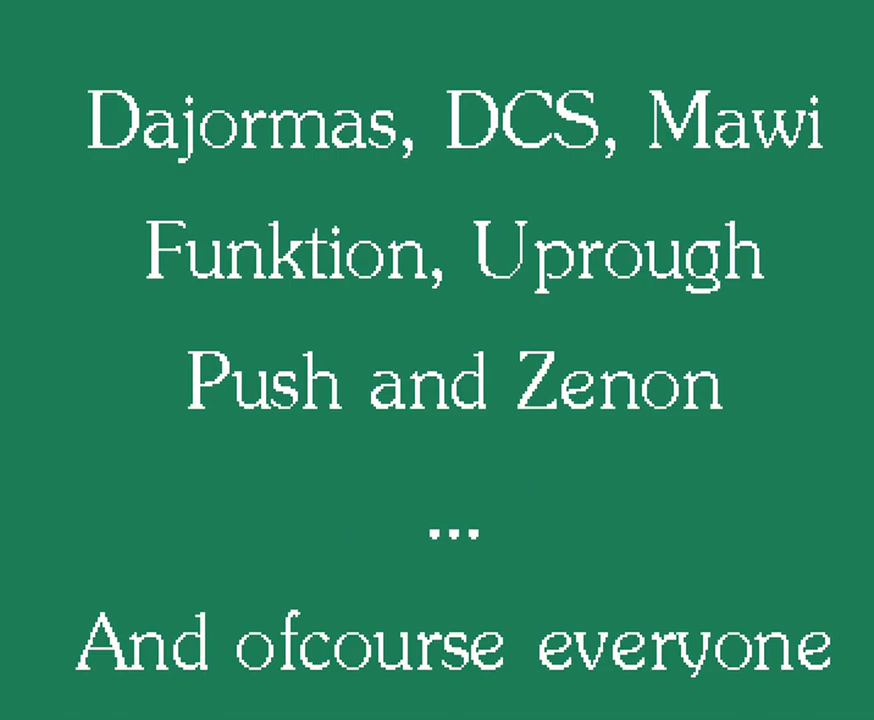 Dajormas, DCS, Mawi
Funktion, Uprough
Push and Zenon
...
And ofcourse everyone